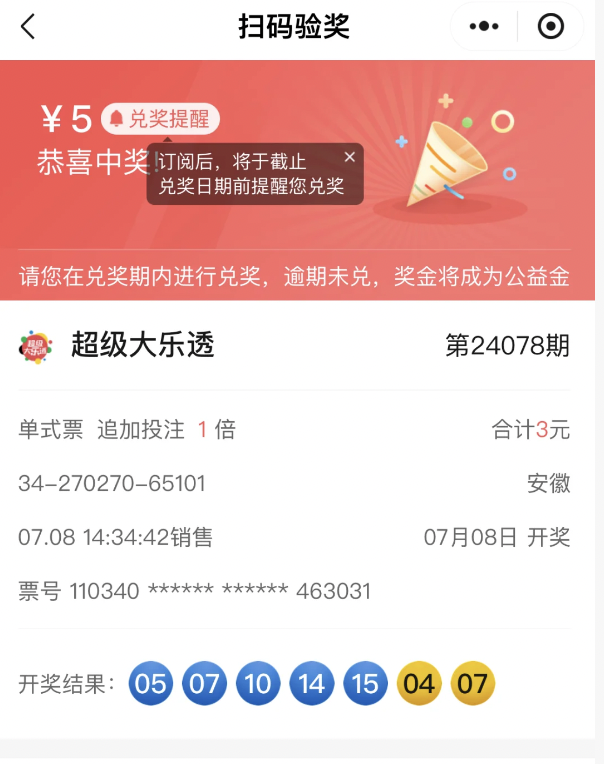 扫码验奖
¥5 兑奖提醒
恭喜中奖!
订阅后，将于截止
兑奖日期前提醒您兑奖
请您在兑奖期内进行兑奖，逾期未兑，奖金将成为公益金
超级大乐透 超级大乐透 第24078期
单式票 追加投注 1 倍 合计3元
34-270270-65101 安徽
07.08 14:34:42销售 07月08日 开奖
票号 110340 ****** ****** 463031
开奖结果： 05 07 10 14 15 04 07